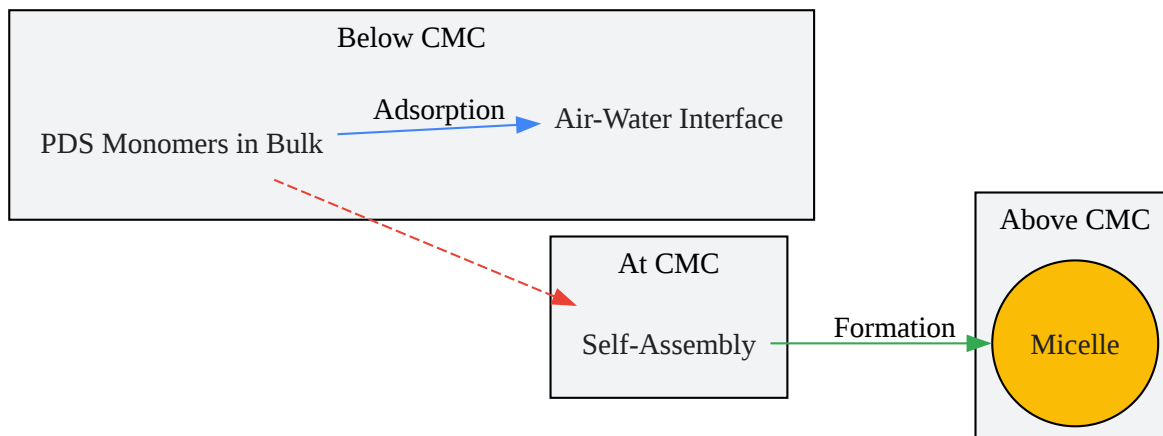 Below CMC
Adsorption
PDS Monomers in Bulk
Air-Water Interface
At CMC
Self-Assembly
Formation
Above CMC
Micelle